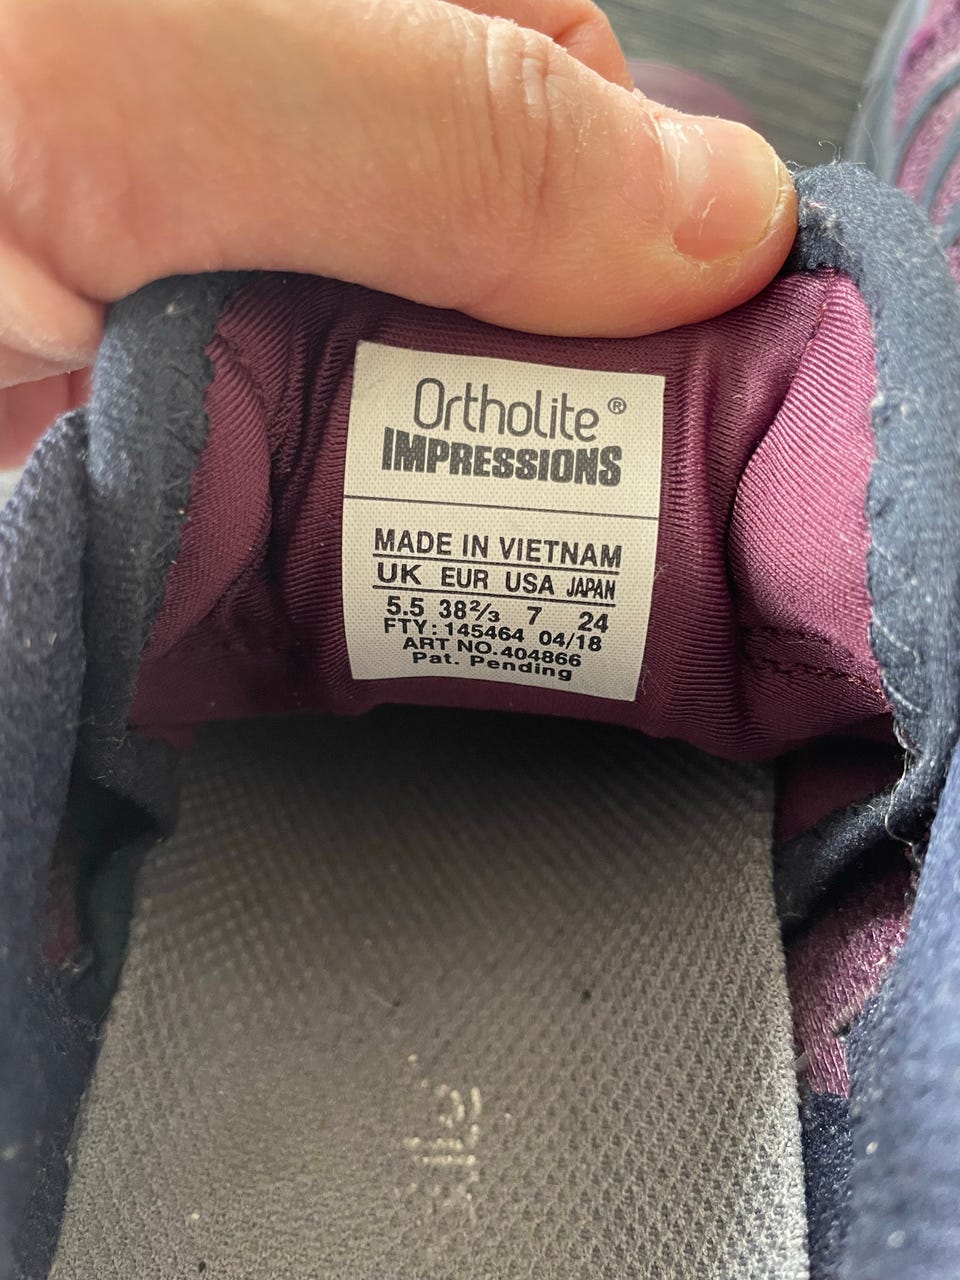 Ortholite®
IMPRESSIONS
MADE IN VIETNAM
UK EUR USA JAPAN
5.5 38⅔ 7 24
FTY: 145464 04/18
ART NO. 404866
Pat. Pending